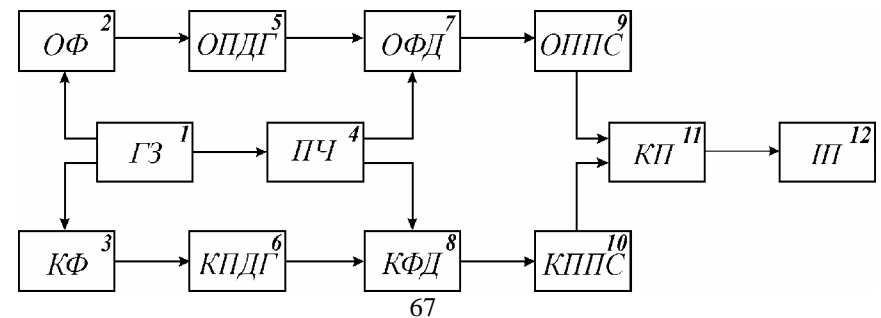 ОФ 2
ОПДГ 5
ОФД 7
ОППС 9
ГЗ 1
ПЧ 4
КП 11
ІП 12
КФ 3
КПДГ 6
КФД 8
КППС 10
67